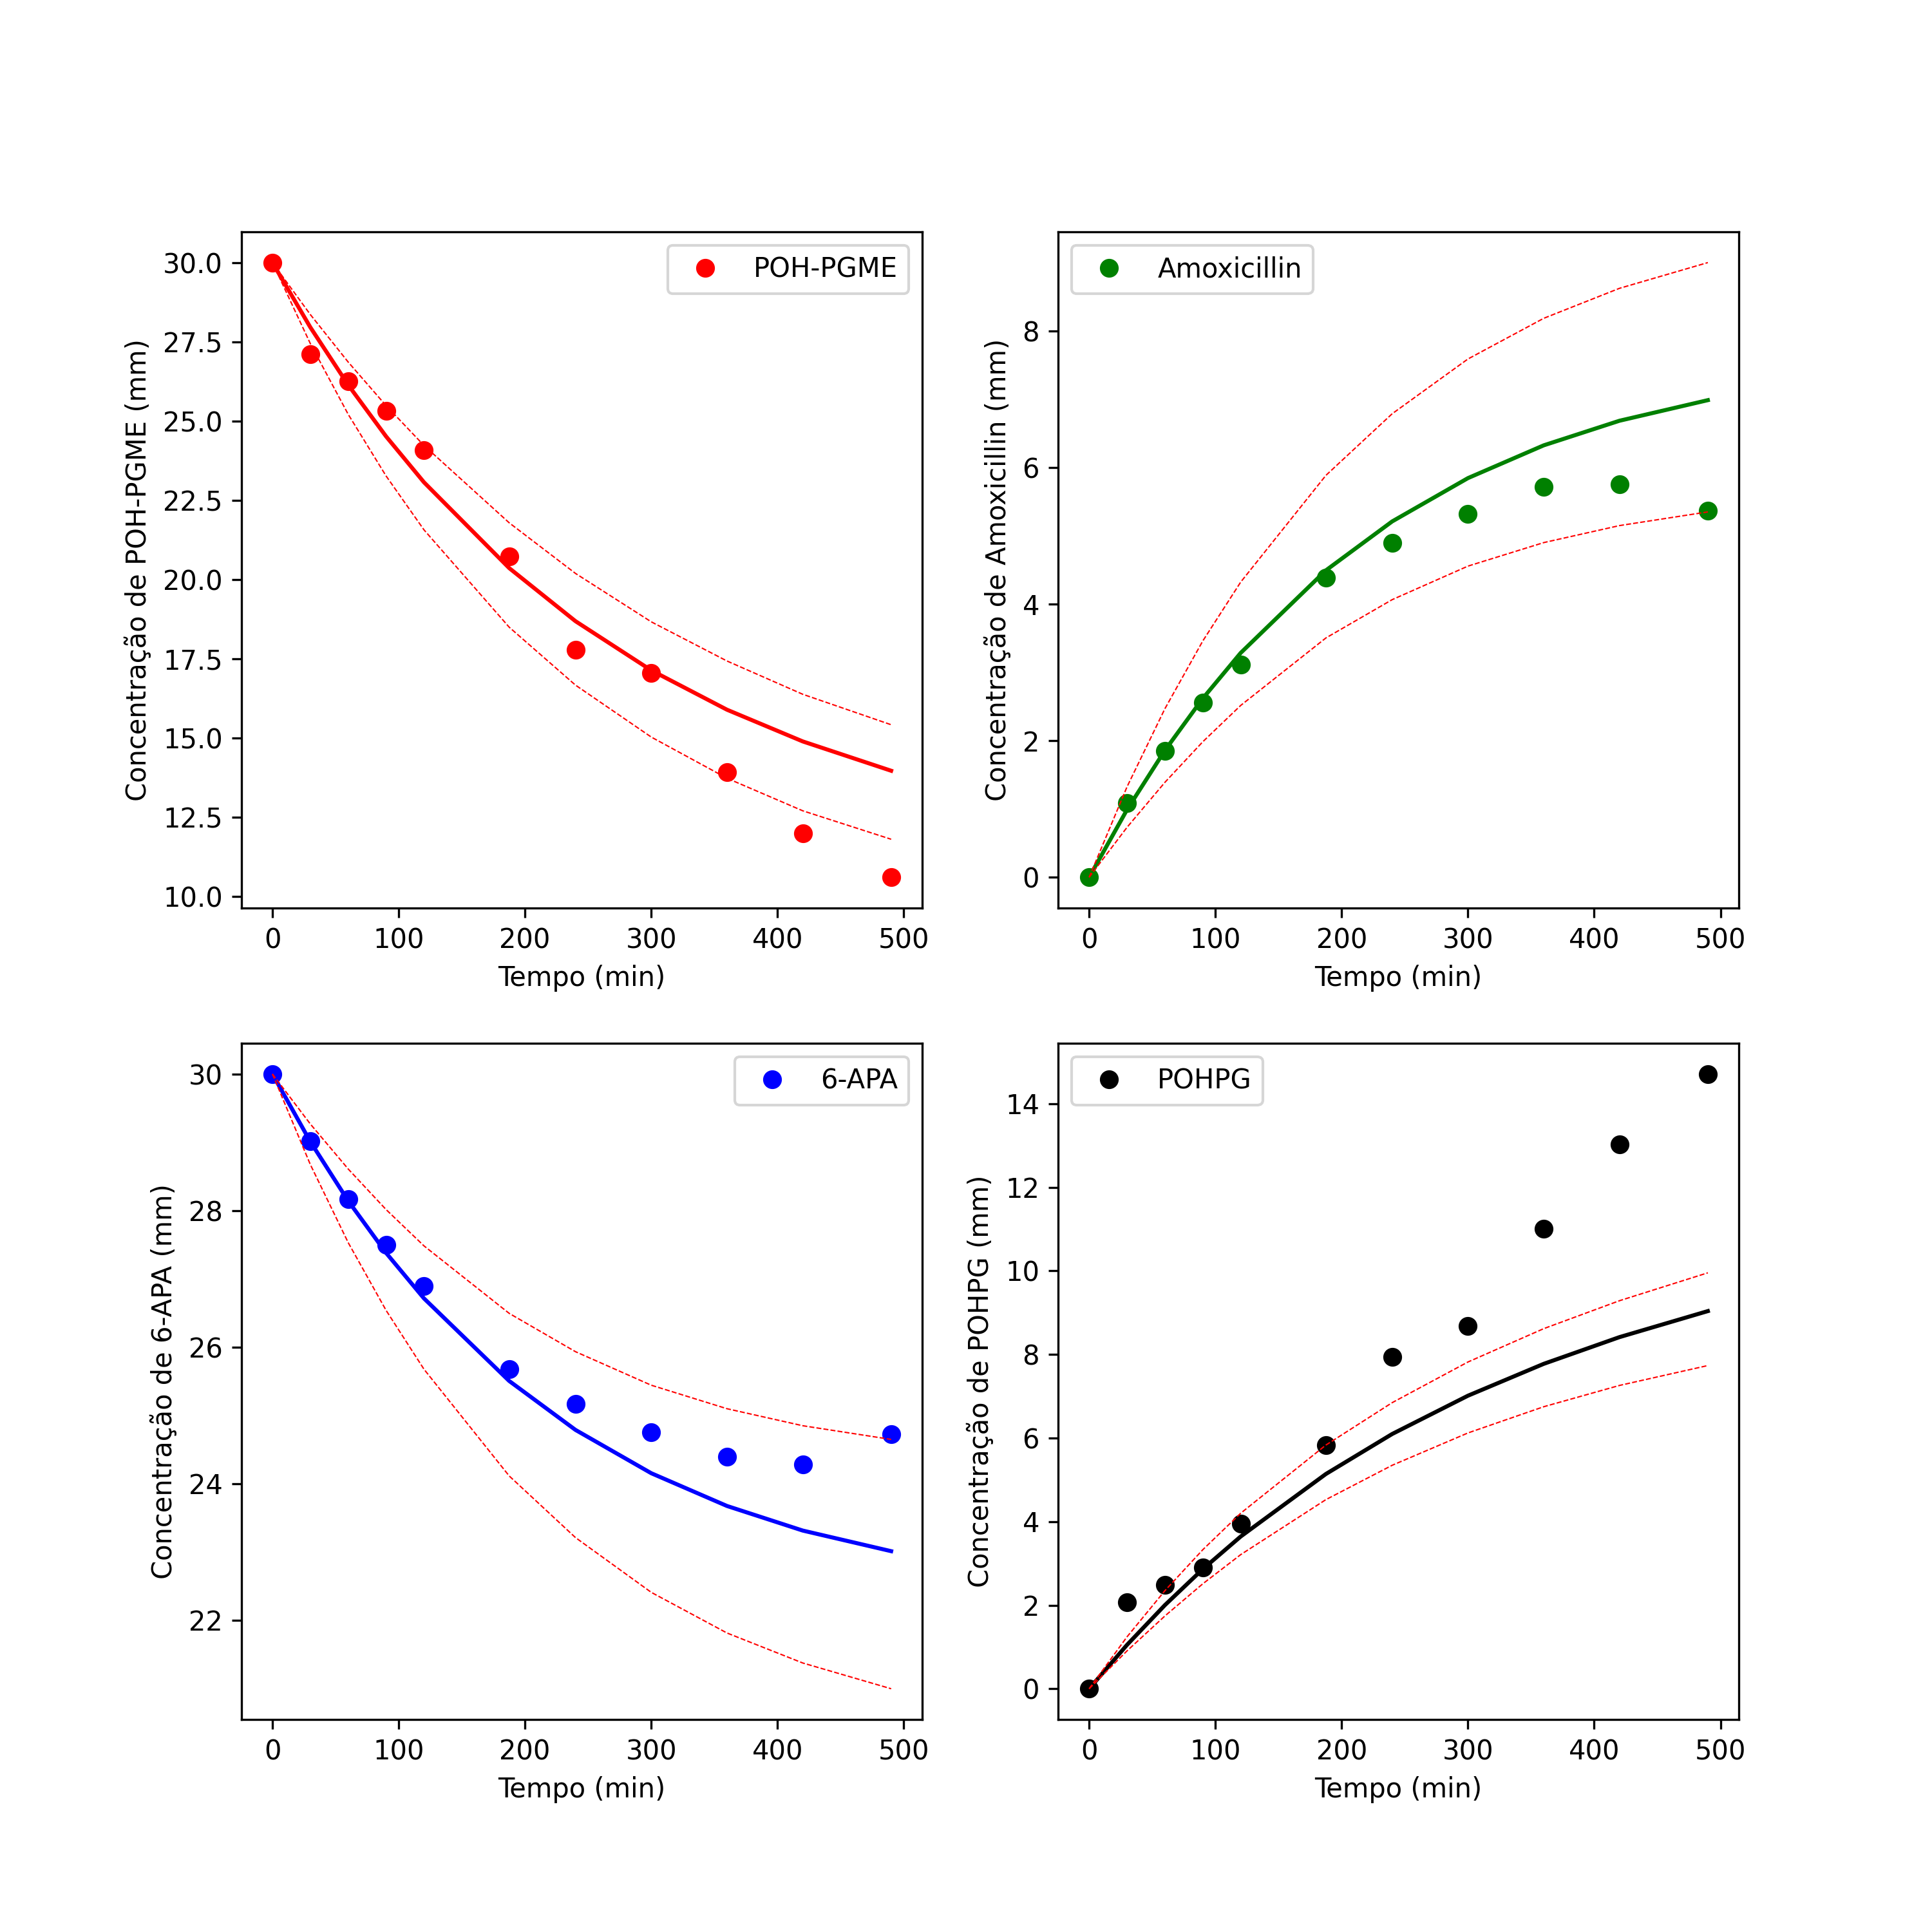 POH-PGME
Concentração de POH-PGME (mm)
30.0
27.5
25.0
22.5
20.0
17.5
15.0
12.5
10.0
0 100 200 300 400 500
Tempo (min)
Amoxicillin
Concentração de Amoxicillin (mm)
8
6
4
2
0
0 100 200 300 400 500
Tempo (min)
6-APA
Concentração de 6-APA (mm)
30
28
26
24
22
0 100 200 300 400 500
Tempo (min)
POHPG
Concentração de POHPG (mm)
14
12
10
8
6
4
2
0
0 100 200 300 400 500
Tempo (min)